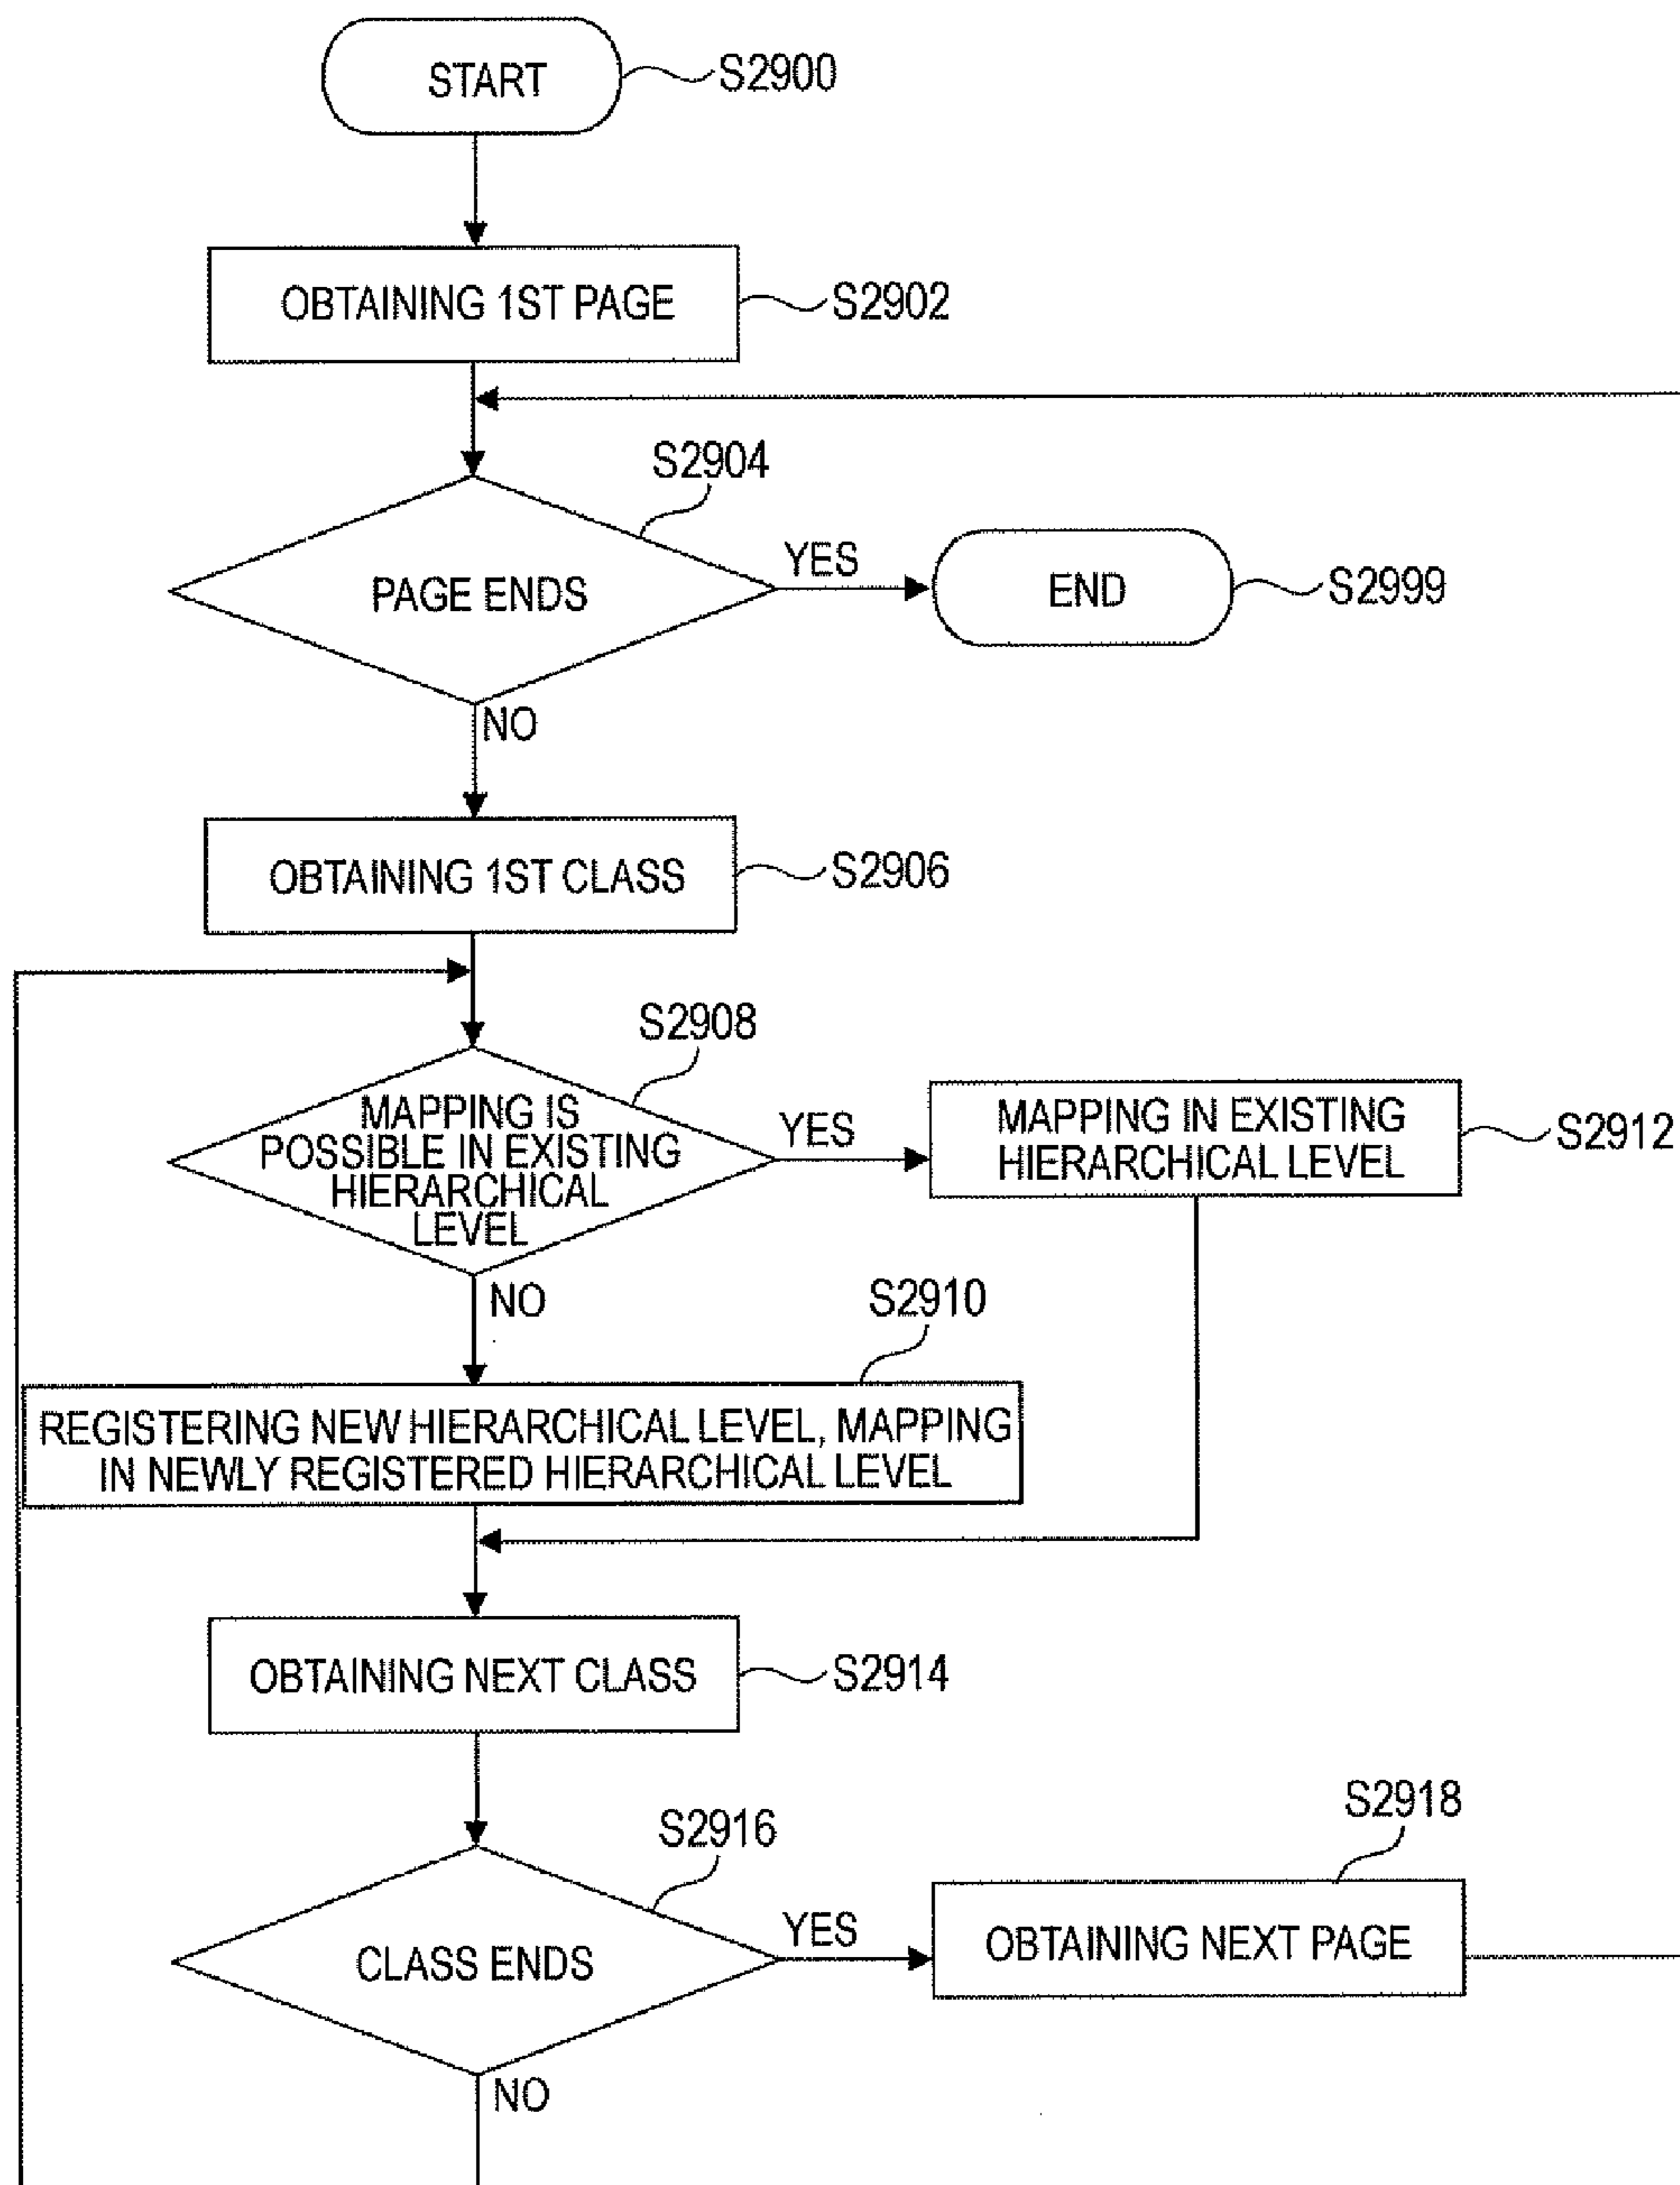 START
S2900
OBTAINING 1ST PAGE
S2902
S2904
PAGE ENDS
YES
END
S2999
NO
OBTAINING 1ST CLASS
S2906
S2908
MAPPING IS
POSSIBLE IN EXISTING
HIERARCHICAL
LEVEL
YES
MAPPING IN EXISTING
HIERARCHICAL LEVEL
S2912
NO
S2910
REGISTERING NEW HIERARCHICAL LEVEL, MAPPING
IN NEWLY REGISTERED HIERARCHICAL LEVEL
OBTAINING NEXT CLASS
S2914
S2916
CLASS ENDS
YES
S2918
OBTAINING NEXT PAGE
NO